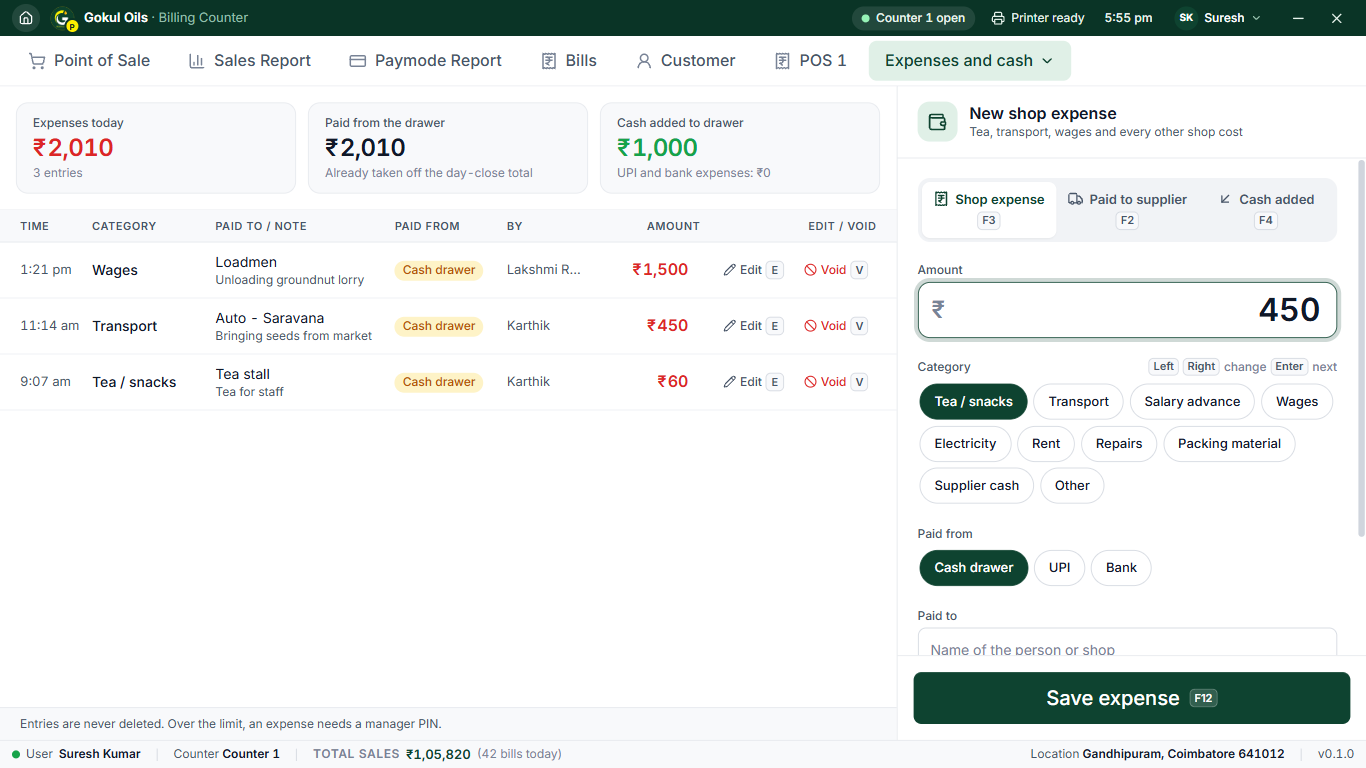 Gokul Oils · Billing Counter
Counter 1 open
Printer ready
5:55 pm
SK Suresh
P
Point of Sale
Sales Report
Paymode Report
Bills
Customer
POS 1
Expenses and cash
Expenses today
₹2,010
3 entries
Paid from the drawer
₹2,010
Already taken off the day-close total
Cash added to drawer
₹1,000
UPI and bank expenses: ₹0
TIME CATEGORY PAID TO / NOTE PAID FROM BY AMOUNT EDIT / VOID
1:21 pm Wages Loadmen Cash drawer Lakshmi R... ₹1,500 Edit E Void V
Unloading groundnut lorry
11:14 am Transport Auto - Saravana Cash drawer Karthik ₹450 Edit E Void V
Bringing seeds from market
9:07 am Tea / snacks Tea stall Cash drawer Karthik ₹60 Edit E Void V
Tea for staff
Entries are never deleted. Over the limit, an expense needs a manager PIN.
New shop expense
Tea, transport, wages and every other shop cost
Shop expense F3
Paid to supplier F2
Cash added F4
Amount
₹ 450
Category Left Right change Enter next
Tea / snacks Transport Salary advance Wages
Electricity Rent Repairs Packing material
Supplier cash Other
Paid from
Cash drawer UPI Bank
Paid to
Name of the person or shop
Save expense F12
User Suresh Kumar Counter Counter 1 TOTAL SALES ₹1,05,820 (42 bills today) Location Gandhipuram, Coimbatore 641012 v0.1.0